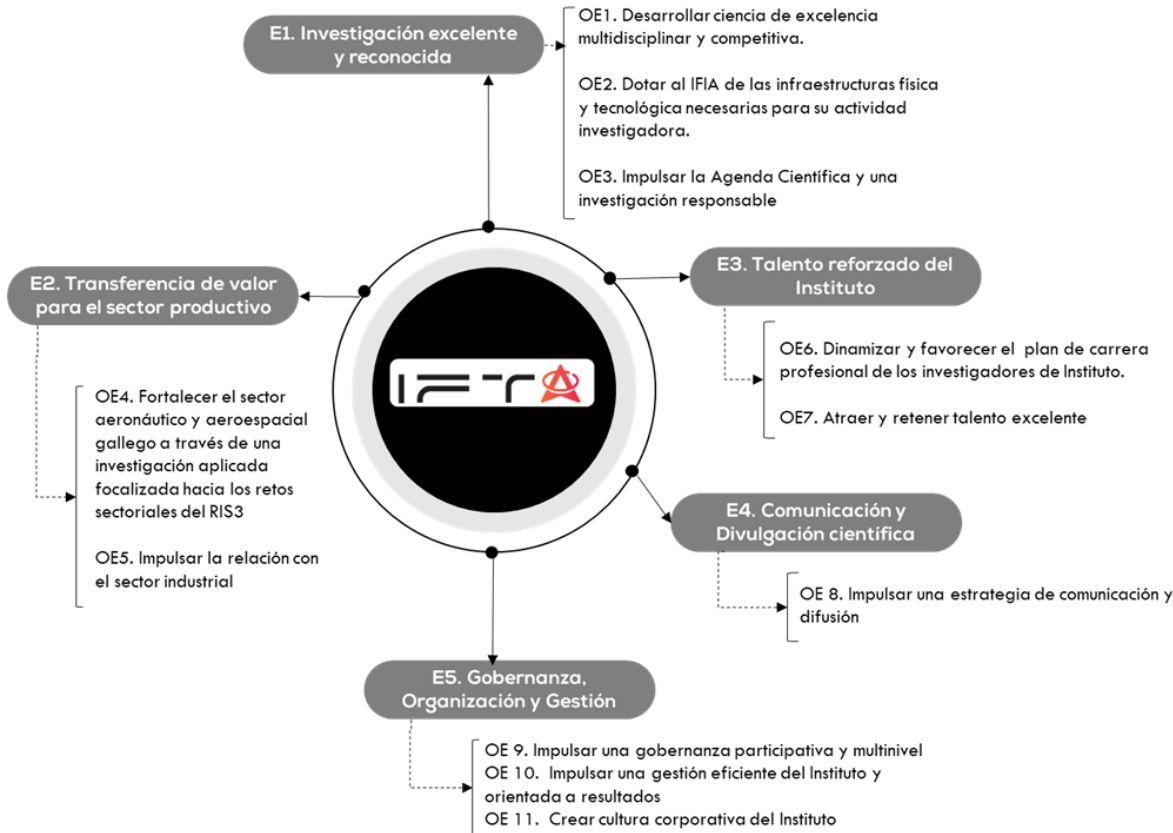 E1. Investigación excelente
y reconocida
OE1. Desarrollar ciencia de excelencia
multidisciplinar y competitiva.
OE2. Dotar al IFIA de las infraestructuras física
y tecnológica necesarias para su actividad
investigadora.
OE3. Impulsar la Agenda Científica y una
investigación responsable
E2. Transferencia de valor
para el sector productivo
OE4. Fortalecer el sector
aeronáutico y aeroespacial
gallego a través de una
investigación aplicada
focalizada hacia los retos
sectoriales del RIS3
OE5. Impulsar la relación con
el sector industrial
IFTA
E3. Talento reforzado del
Instituto
OE6. Dinamizar y favorecer el plan de carrera
profesional de los investigadores de Instituto.
OE7. Atraer y retener talento excelente
E4. Comunicación y
Divulgación científica
OE 8. Impulsar una estrategia de comunicación y
difusión
E5. Gobernanza,
Organización y Gestión
OE 9. Impulsar una gobernanza participativa y multinivel
OE 10. Impulsar una gestión eficiente del Instituto y
orientada a resultados
OE 11. Crear cultura corporativa del Instituto